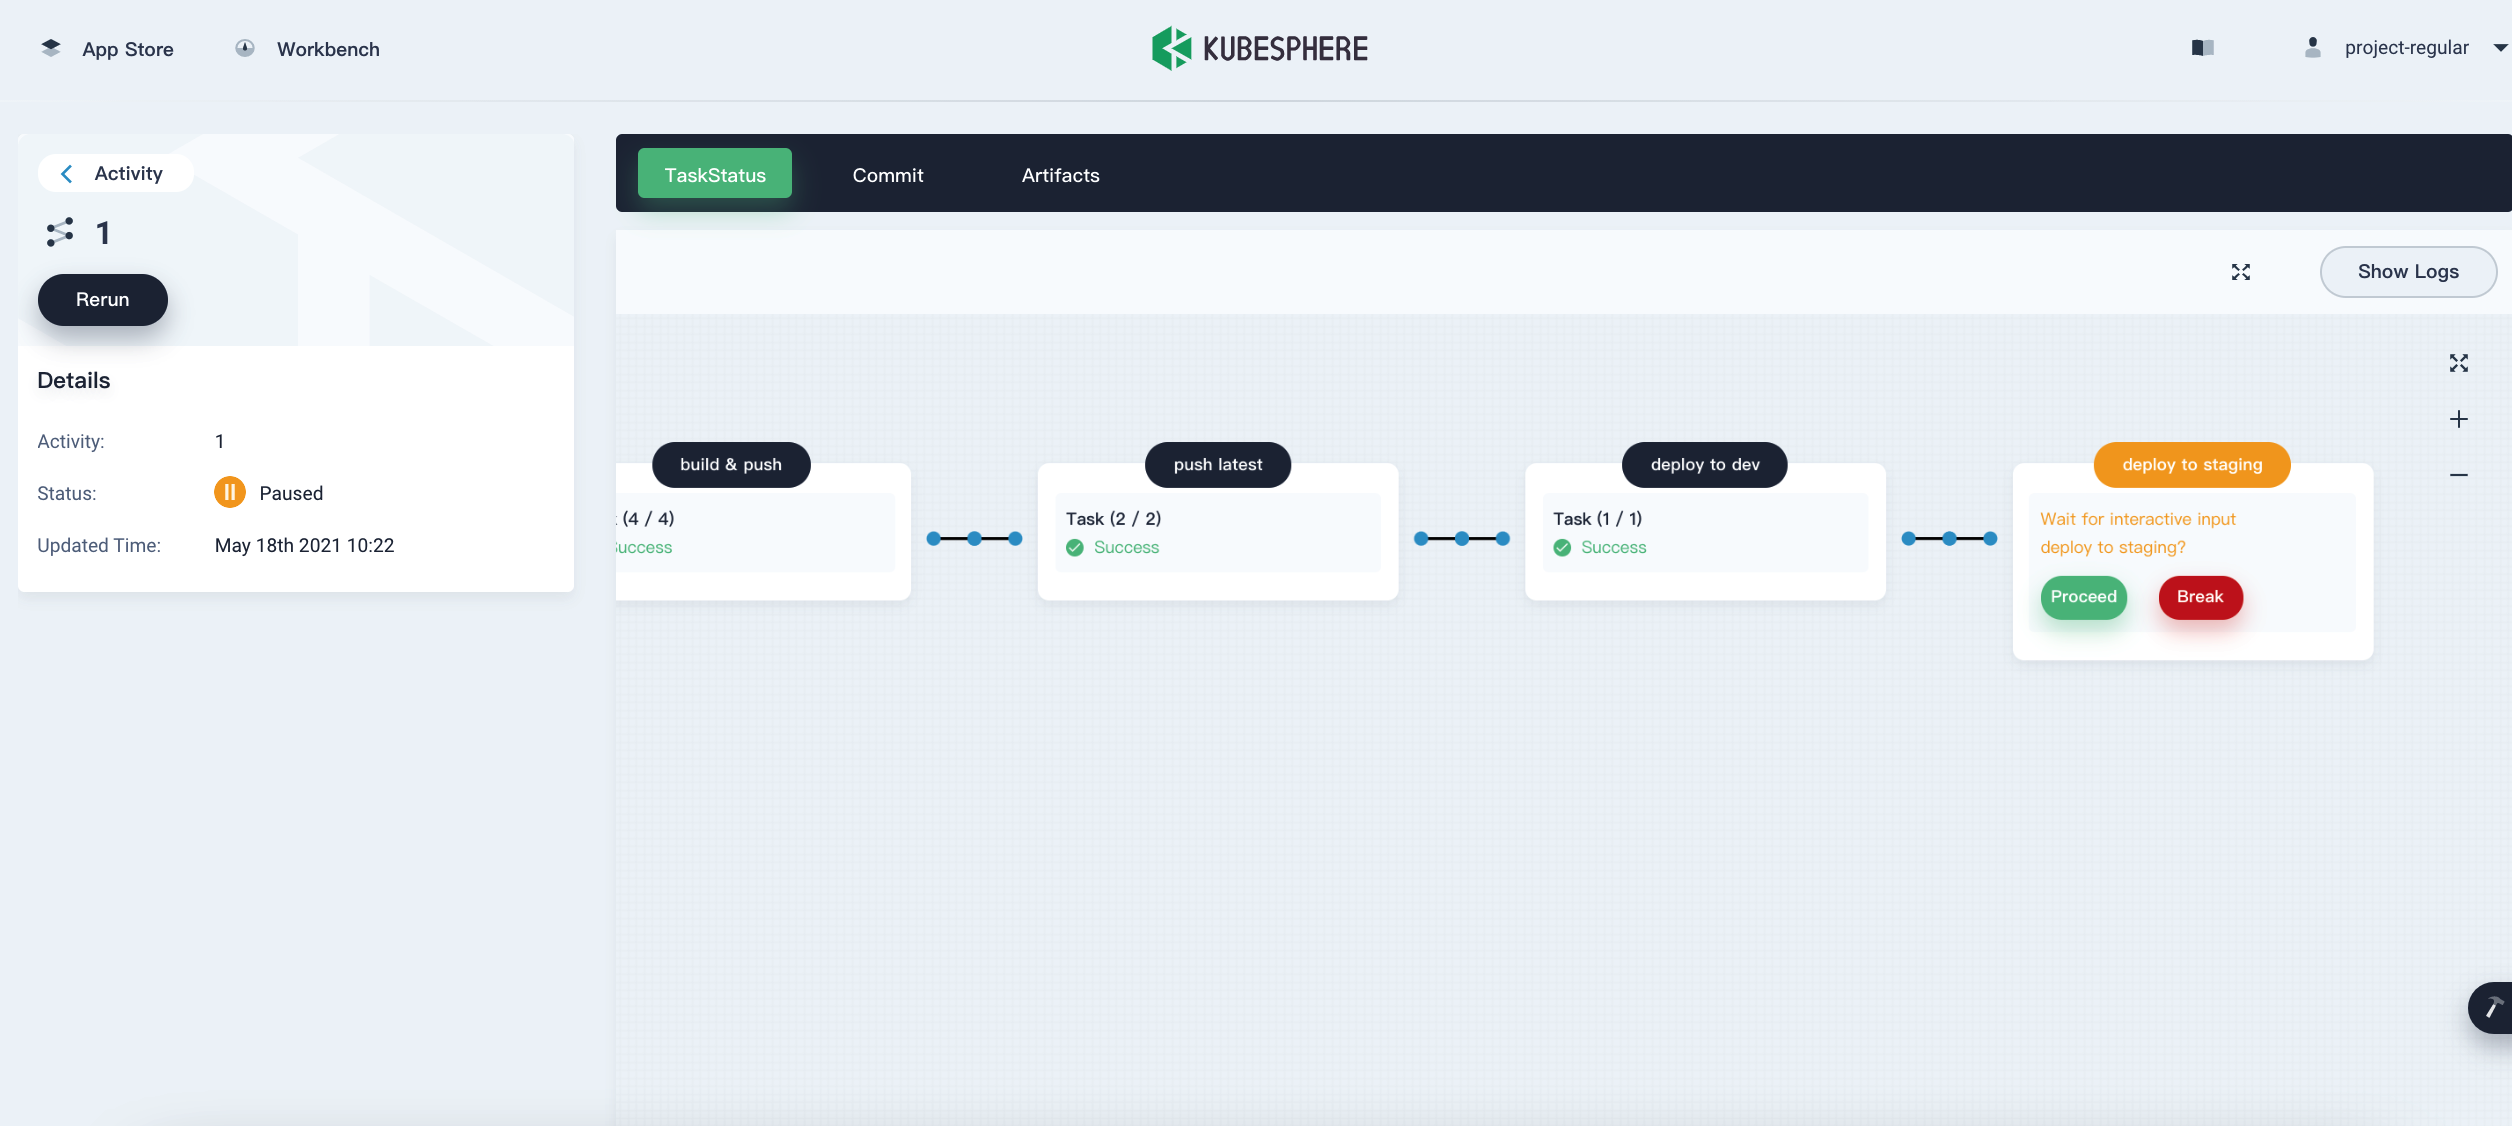 App Store
Workbench
KUBESPHERE
project-regular
Activity
1
Rerun
Details
Activity: 1
Status: Paused
Updated Time: May 18th 2021 10:22
TaskStatus
Commit
Artifacts
Show Logs
build & push
(4 / 4)
push latest
Task (2 / 2)
Success
deploy to dev
Task (1 / 1)
Success
deploy to staging
Wait for interactive input
deploy to staging?
Proceed
Break